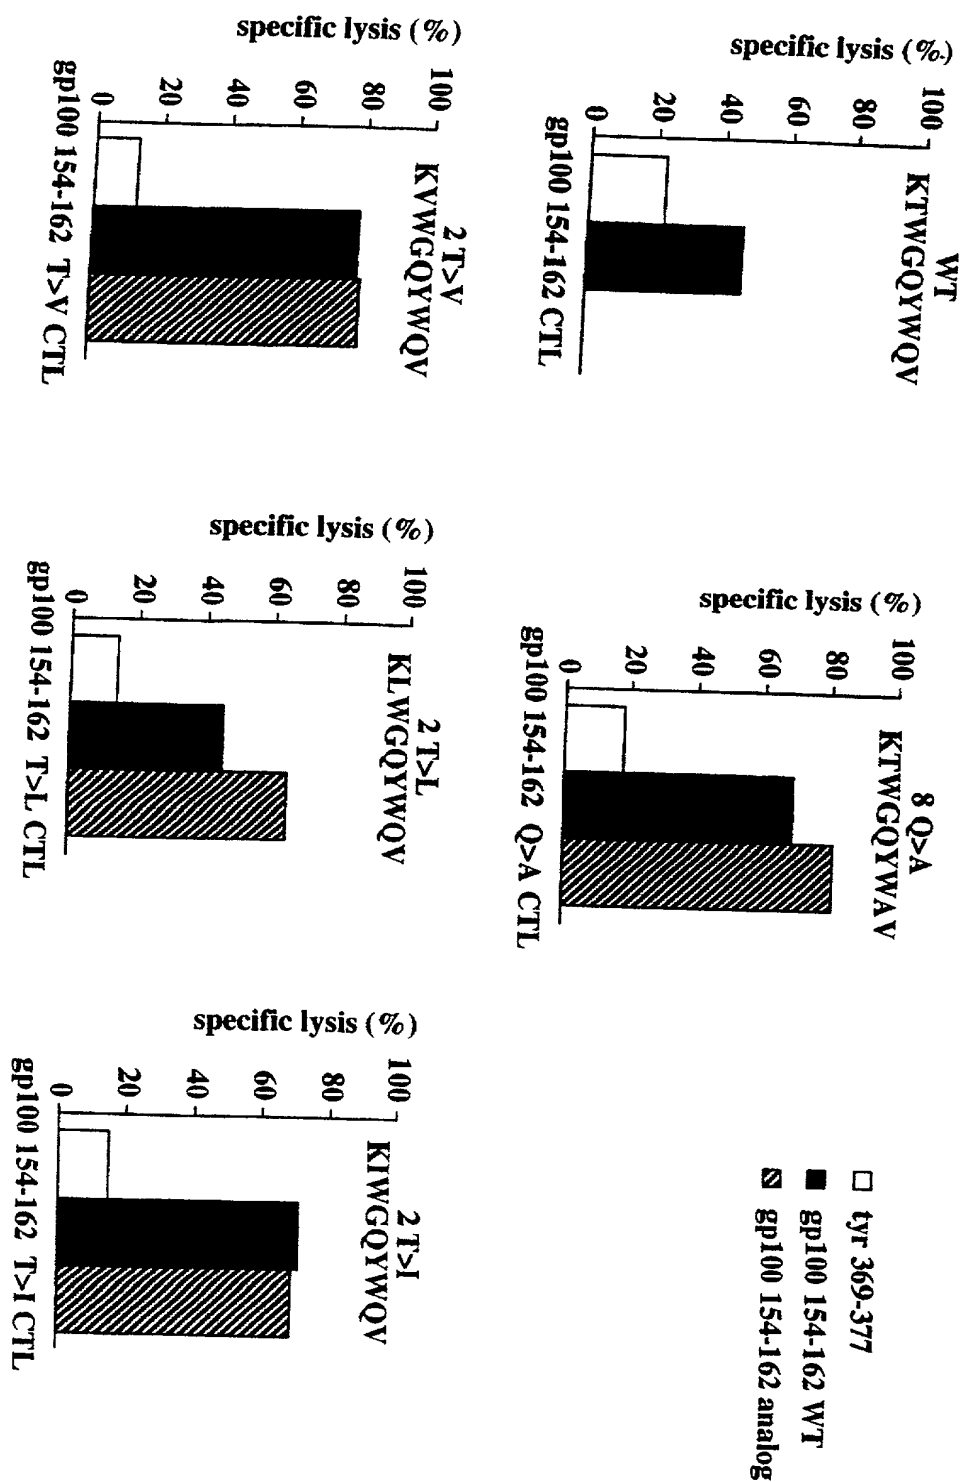 WT
KTWGQYWQV
specific lysis (%)
100
80
60
40
20
0
gp100 154-162 CTL
8 Q>A
KTWGQYWAV
specific lysis (%)
100
80
60
40
20
0
gp100 154-162 Q>A CTL
tyr 369-377
gp100 154-162 WT
gp100 154-162 analog
2 T>V
KVWGQYWQV
specific lysis (%)
100
80
60
40
20
0
gp100 154-162 T>V CTL
2 T>L
KLWGQYWQV
specific lysis (%)
100
80
60
40
20
0
gp100 154-162 T>L CTL
2 T>I
KIWGQYWQV
specific lysis (%)
100
80
60
40
20
0
gp100 154-162 T>I CTL